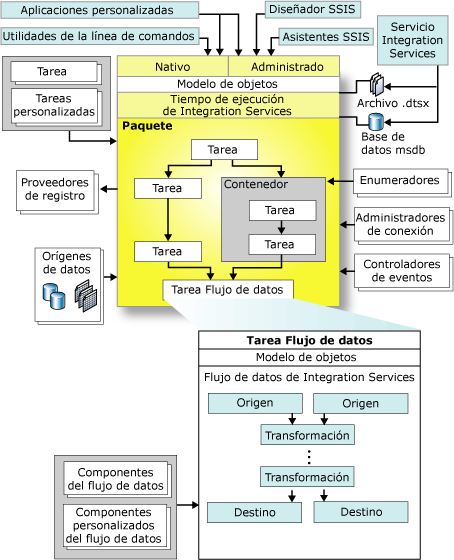 Aplicaciones personalizadas
Diseñador SSIS
Utilidades de la línea de comandos
Asistentes SSIS
Servicio
Integration
Services
Nativo
Administrado
Modelo de objetos
Tiempo de ejecución
de Integration Services
Archivo .dtsx
Base de
datos msdb
Tarea
Tareas
personalizadas
Paquete
Tarea
Tarea
Contenedor
Tarea
Tarea
Tarea
Tarea Flujo de datos
Proveedores
de registro
Orígenes
de datos
Enumeradores
Administradores
de conexión
Controladores
de eventos
Tarea Flujo de datos
Modelo de objetos
Flujo de datos de Integration Services
Origen
Origen
Transformación
Transformación
Destino
Destino
Componentes
del flujo de datos
Componentes
personalizados
del flujo de datos